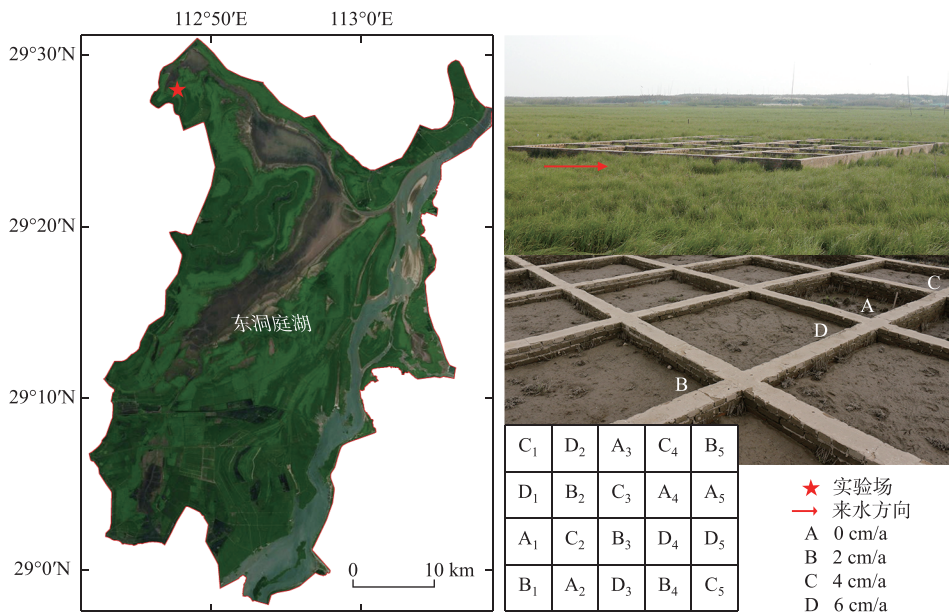 112°50′E 113°0′E
29°30′N
29°20′N
29°10′N
29°0′N
东洞庭湖
0 10 km
C
A
D
B
C₁ D₂ A₃ C₄ B₅
D₁ B₂ C₃ A₄ A₅
A₁ C₂ B₃ D₄ D₅
B₁ A₂ D₃ B₄ C₅
实验场
来水方向
A 0 cm/a
B 2 cm/a
C 4 cm/a
D 6 cm/a